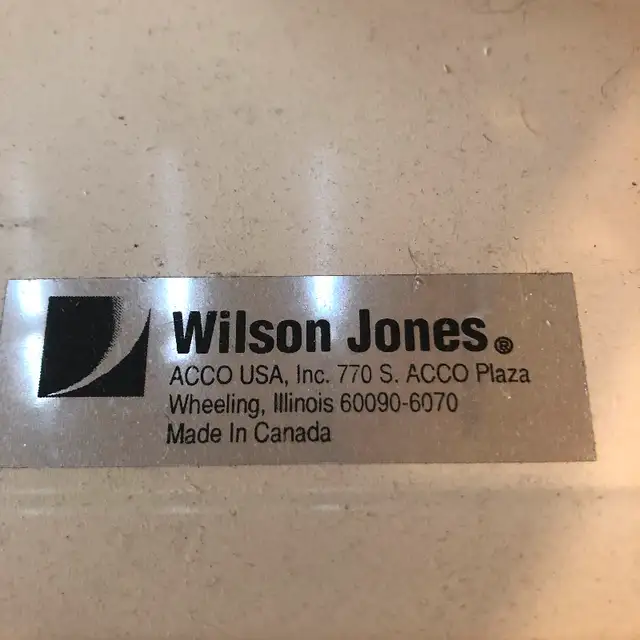 Wilson Jones®
ACCO USA, Inc. 770 S. ACCO Plaza
Wheeling, Illinois 60090-6070
Made In Canada